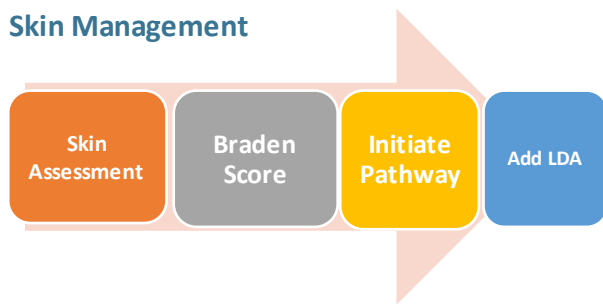 Skin Management
Skin
Assessment
Braden
Score
Initiate
Pathway
Add LDA